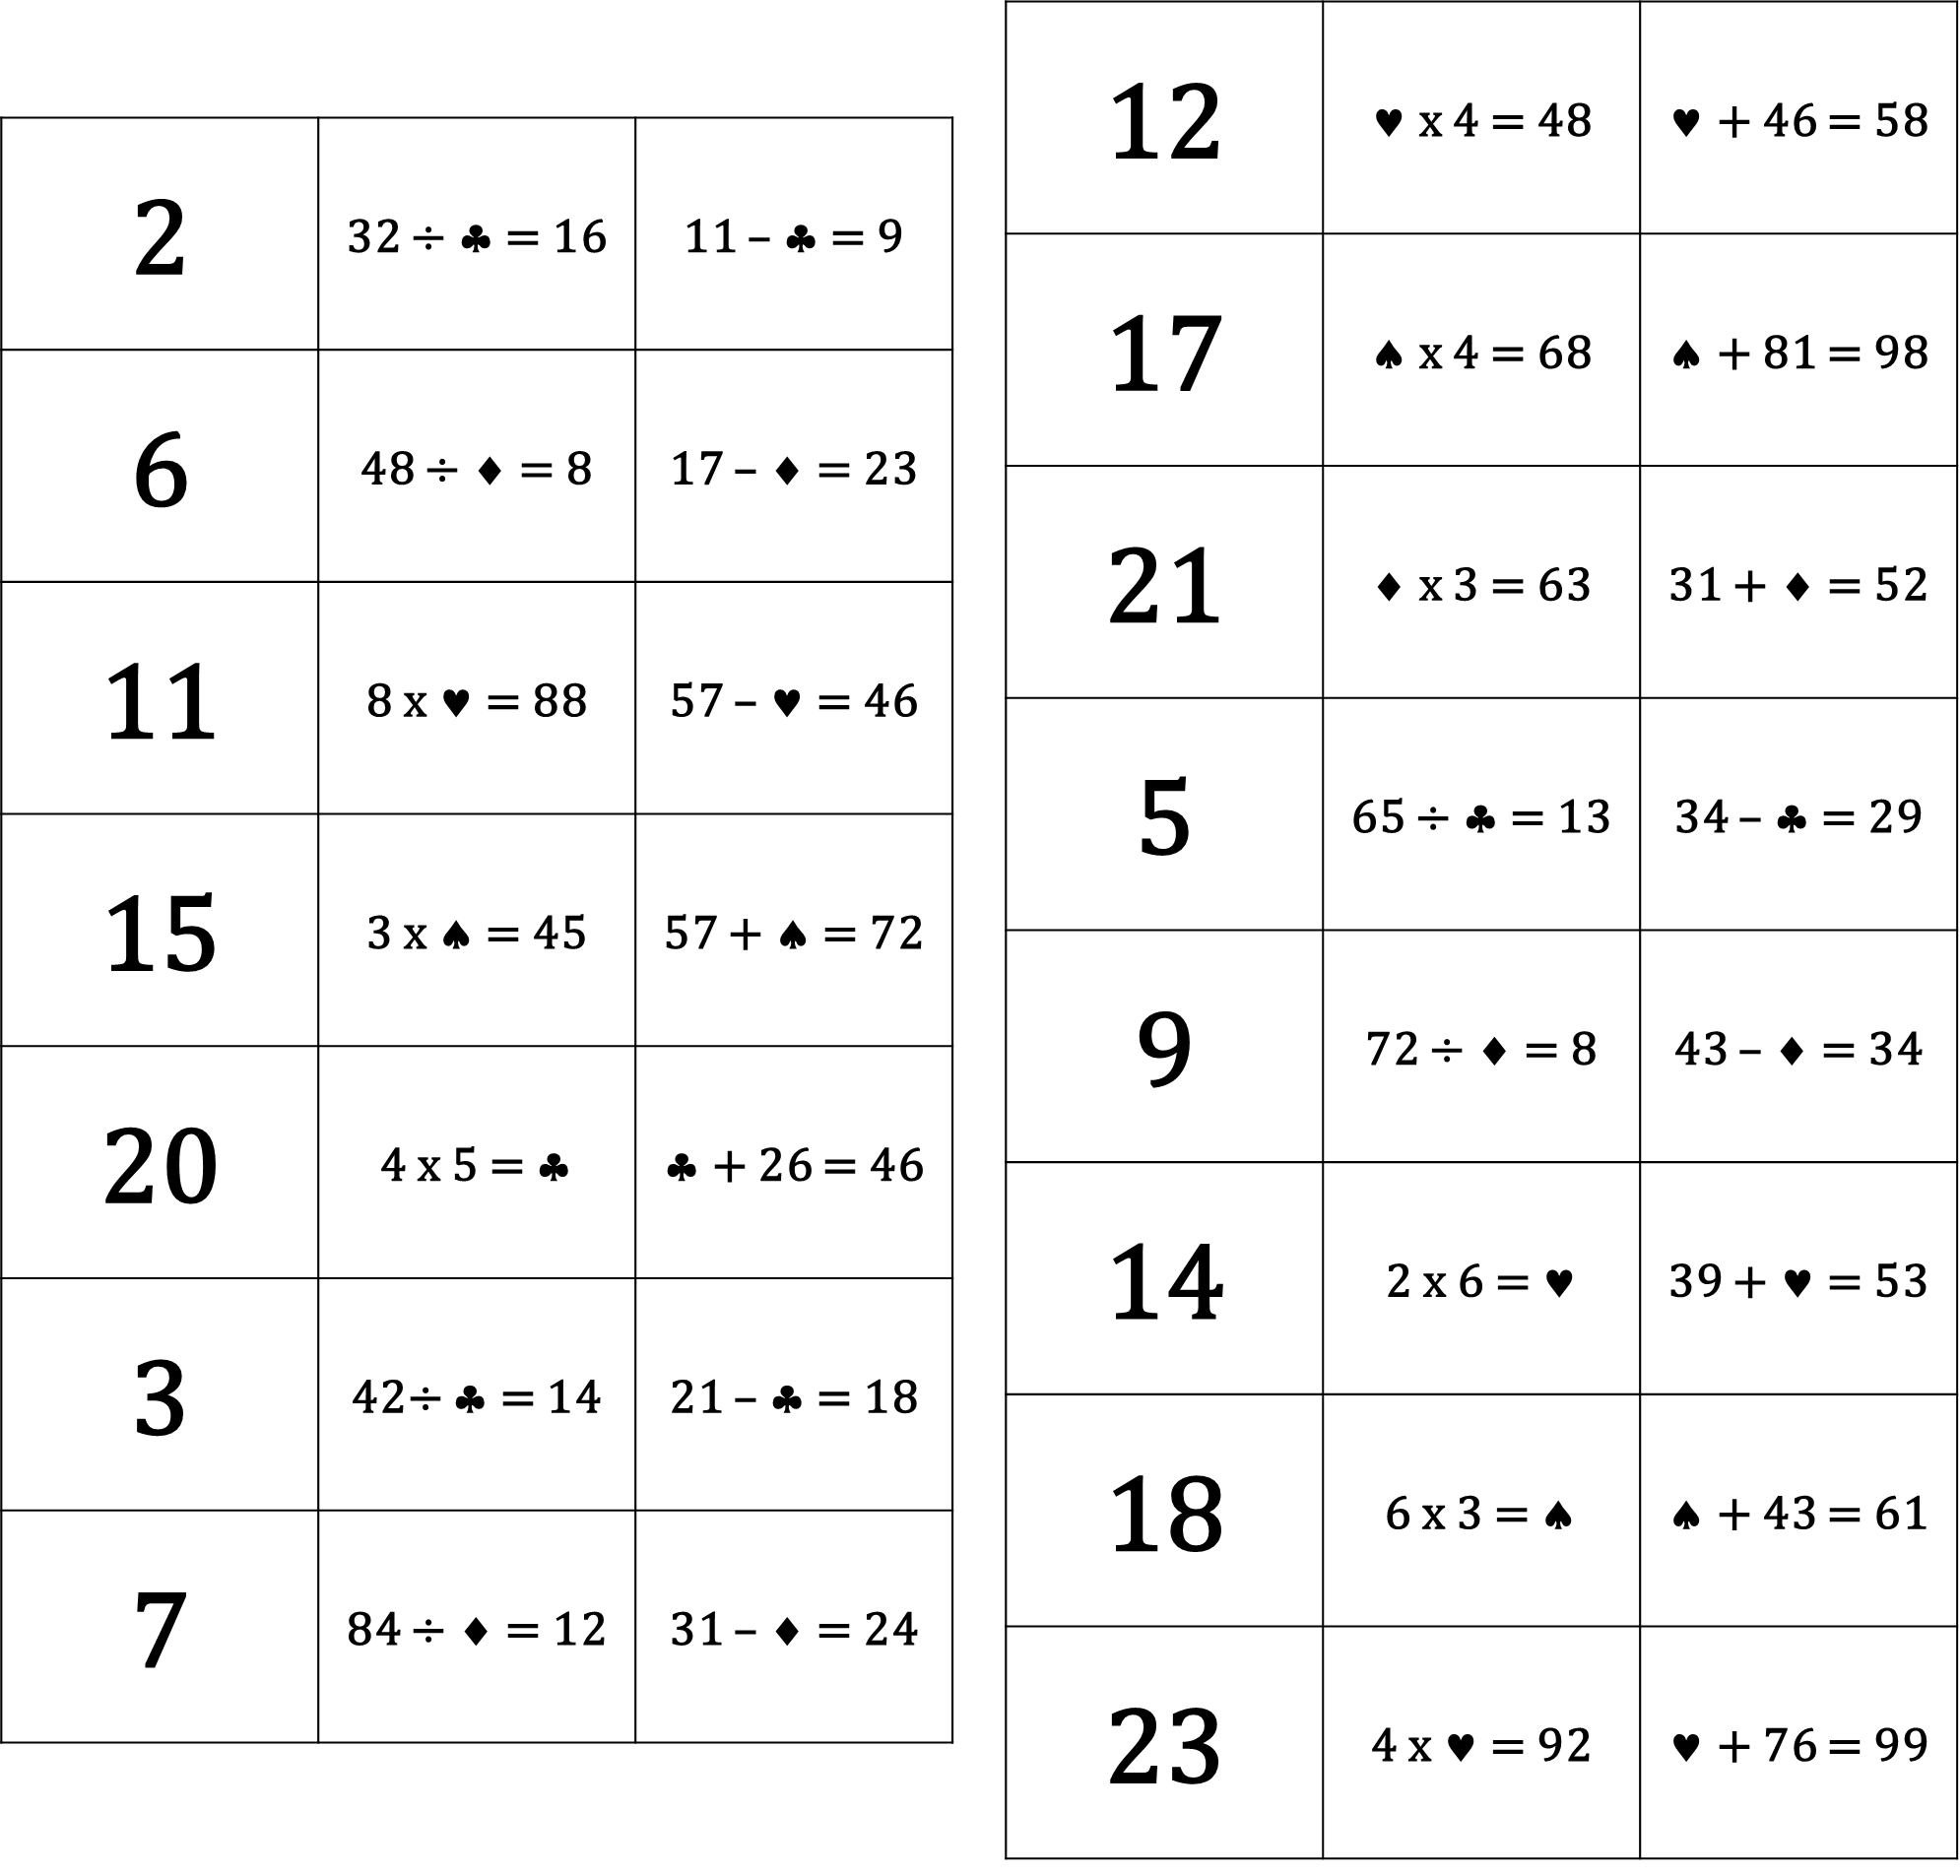 2 32 ÷ ♣ = 16 11 – ♣ = 9
6 48 ÷ ♦ = 8 17 – ♦ = 23
11 8 x ♥ = 88 57 – ♥ = 46
15 3 x ♠ = 45 57 + ♠ = 72
20 4 x 5 = ♣ ♣ + 26 = 46
3 42÷ ♣ = 14 21 – ♣ = 18
7 84 ÷ ♦ = 12 31 – ♦ = 24
12 ♥ x 4 = 48 ♥ + 46 = 58
17 ♠ x 4 = 68 ♠ + 81 = 98
21 ♦ x 3 = 63 31 + ♦ = 52
5 65 ÷ ♣ = 13 34 – ♣ = 29
9 72 ÷ ♦ = 8 43 – ♦ = 34
14 2 x 6 = ♥ 39 + ♥ = 53
18 6 x 3 = ♠ ♠ + 43 = 61
23 4 x ♥ = 92 ♥ + 76 = 99